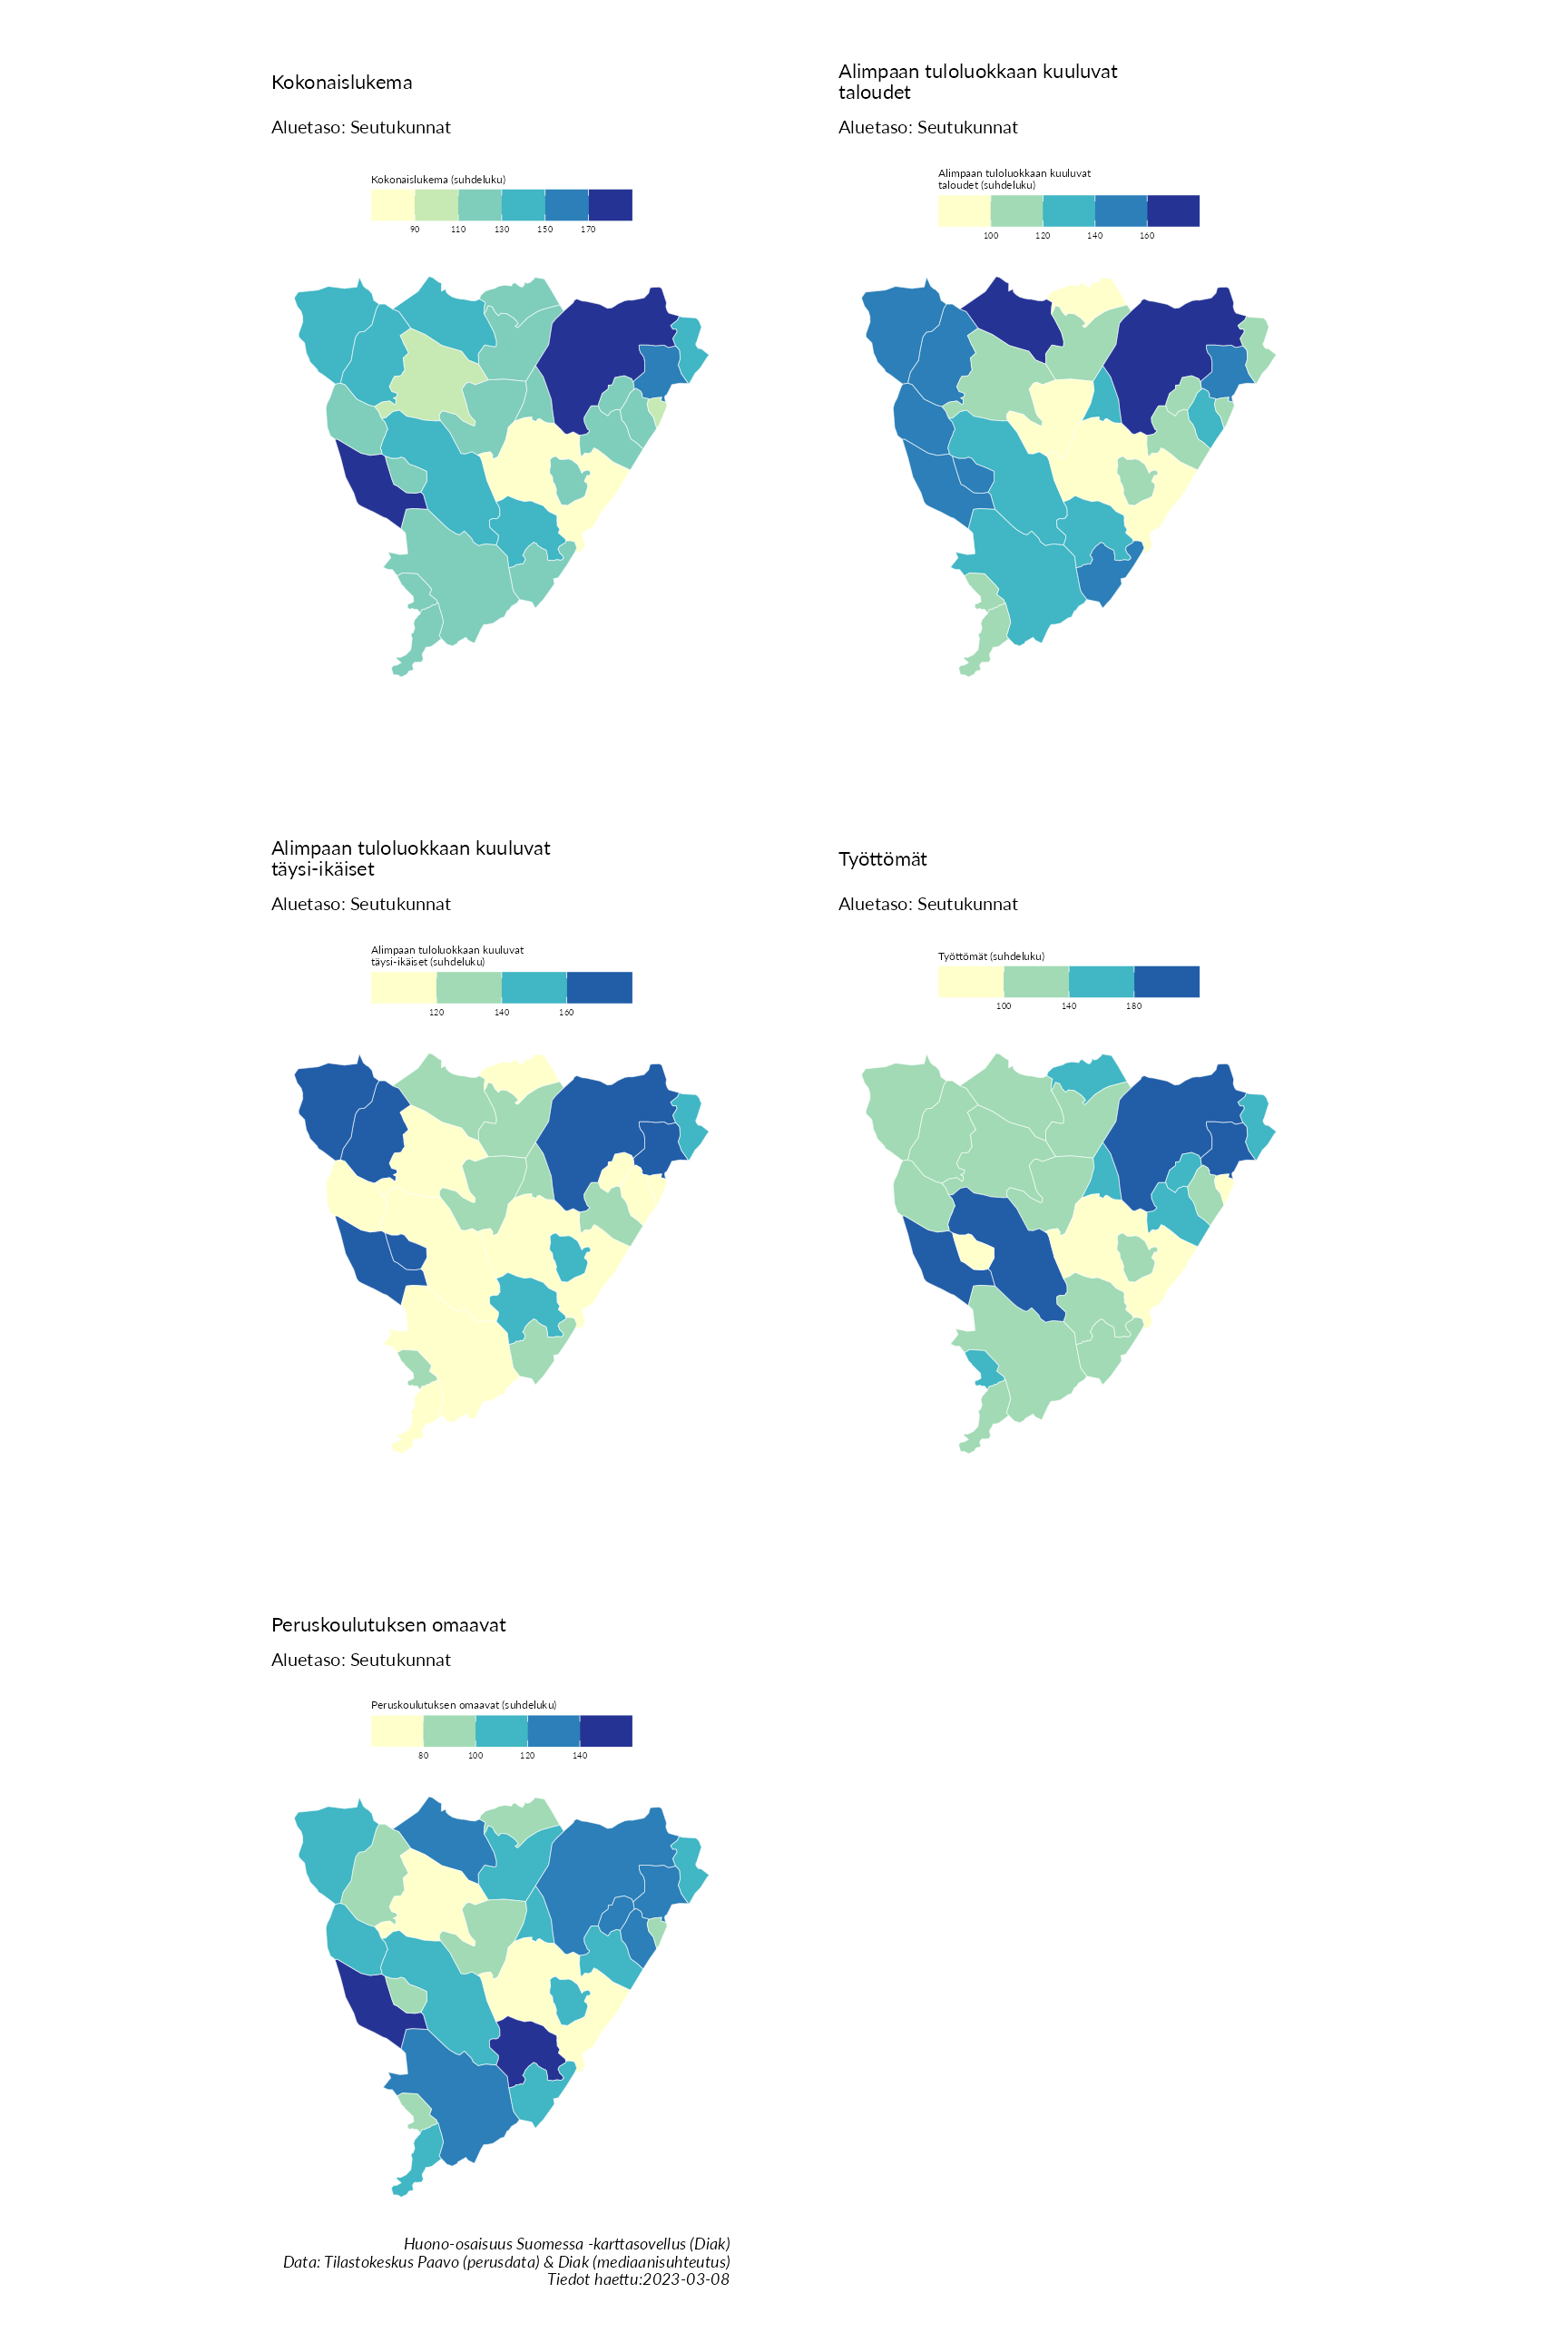 Kokonaislukema
Aluetaso: Seutukunnat
Kokonaislukema (suhdeluku)
90 110 130 150 170
Alimpaan tuloluokkaan kuuluvat
taloudet
Aluetaso: Seutukunnat
Alimpaan tuloluokkaan kuuluvat
taloudet (suhdeluku)
100 120 140 160
Alimpaan tuloluokkaan kuuluvat
täysi-ikäiset
Aluetaso: Seutukunnat
Alimpaan tuloluokkaan kuuluvat
täysi-ikäiset (suhdeluku)
120 140 160
Työttömät
Aluetaso: Seutukunnat
Työttömät (suhdeluku)
100 140 180
Peruskoulutuksen omaavat
Aluetaso: Seutukunnat
Peruskoulutuksen omaavat (suhdeluku)
80 100 120 140
Huono-osaisuus Suomessa -karttasovellus (Diak)
Data: Tilastokeskus Paavo (perusdata) & Diak (mediaanisuhteutus)
Tiedot haettu:2023-03-08